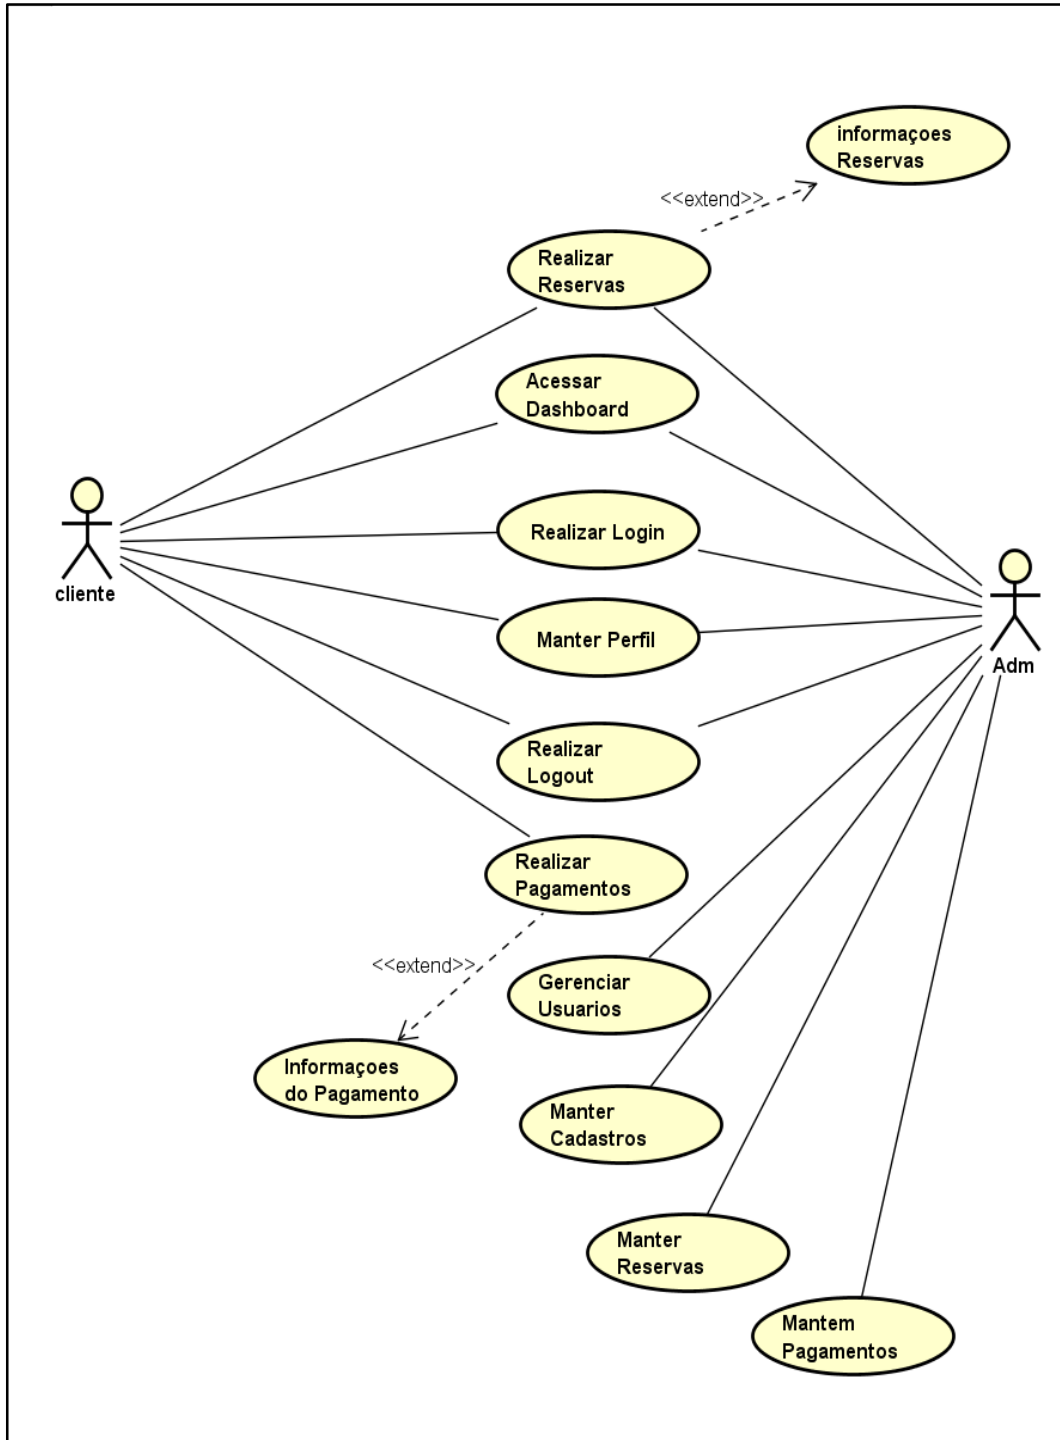 informaçoes
Reservas
<<extend>>
Realizar
Reservas
Acessar
Dashboard
Realizar Login
cliente
Manter Perfil
Adm
Realizar
Logout
Realizar
Pagamentos
<<extend>>
Gerenciar
Usuarios
Informaçoes
do Pagamento
Manter
Cadastros
Manter
Reservas
Mantem
Pagamentos